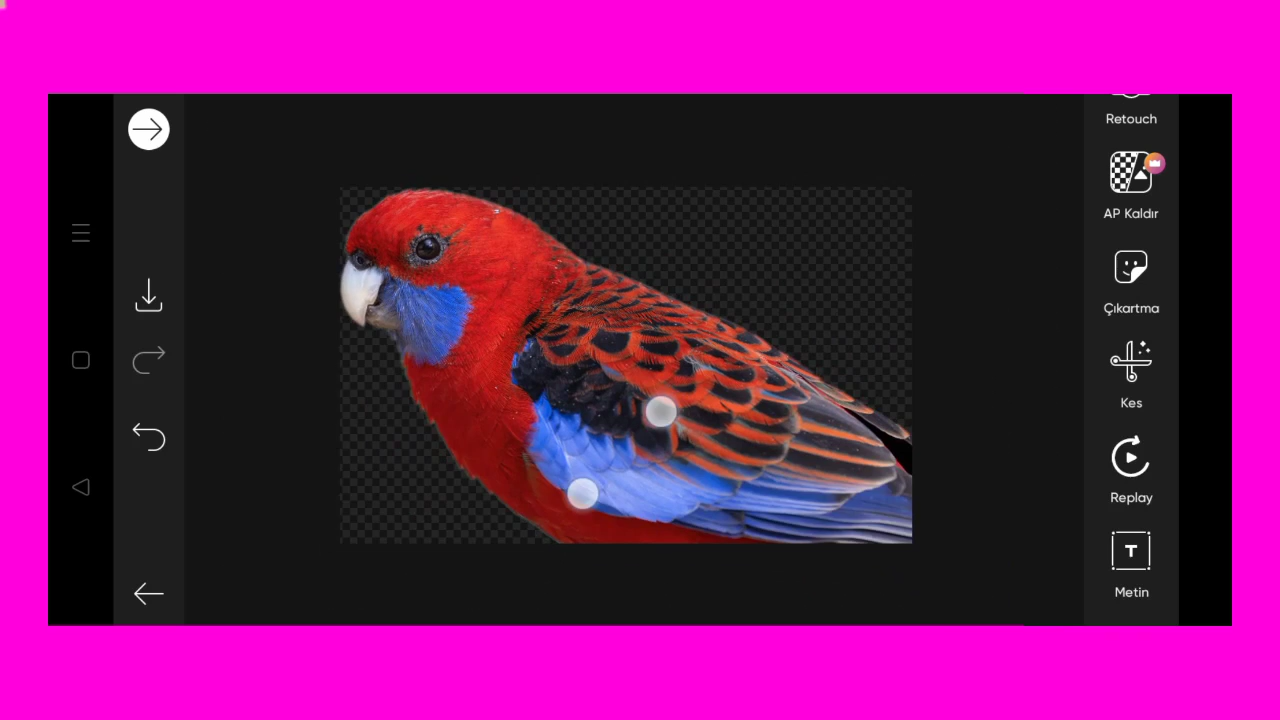 Retouch
AP Kaldır
Çıkartma
Kes
Replay
T
Metin